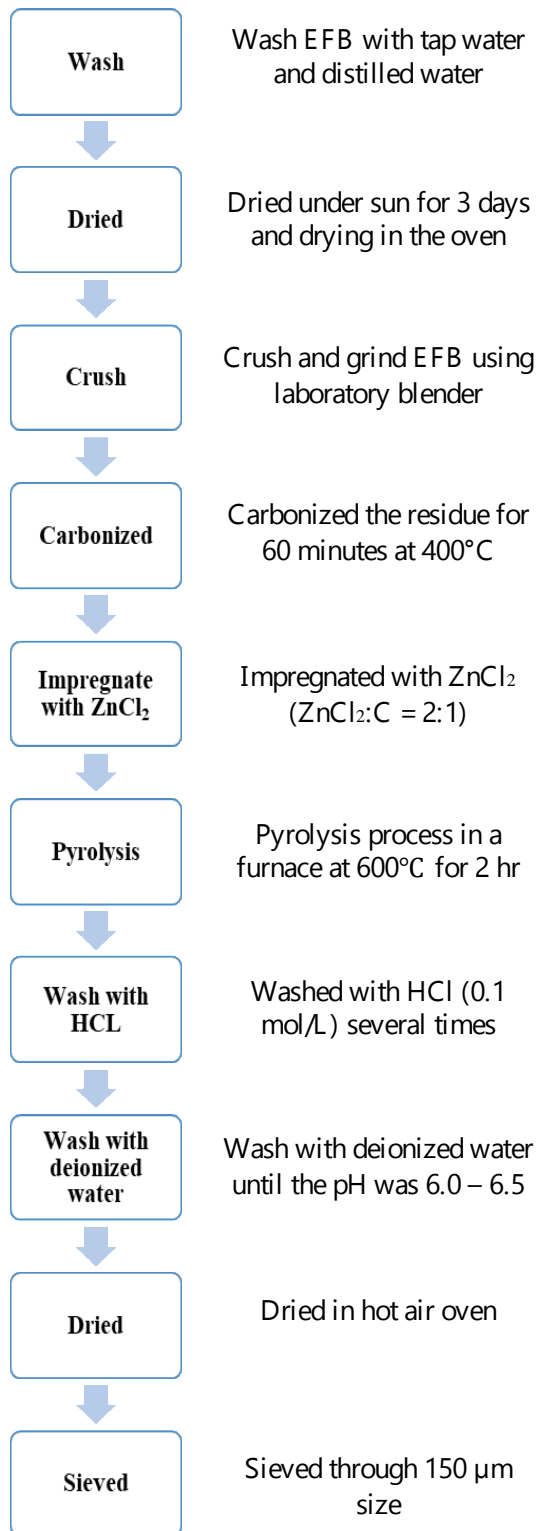 Wash
Wash EFB with tap water
and distilled water
Dried
Dried under sun for 3 days
and drying in the oven
Crush
Crush and grind EFB using
laboratory blender
Carbonized
Carbonized the residue for
60 minutes at 400°C
Impregnate
with ZnCl₂
Impregnated with ZnCl₂
(ZnCl₂:C = 2:1)
Pyrolysis
Pyrolysis process in a
furnace at 600℃ for 2 hr
Wash with
HCL
Washed with HCl (0.1
mol/L) several times
Wash with
deionized
water
Wash with deionized water
until the pH was 6.0 – 6.5
Dried
Dried in hot air oven
Sieved
Sieved through 150 µm
size